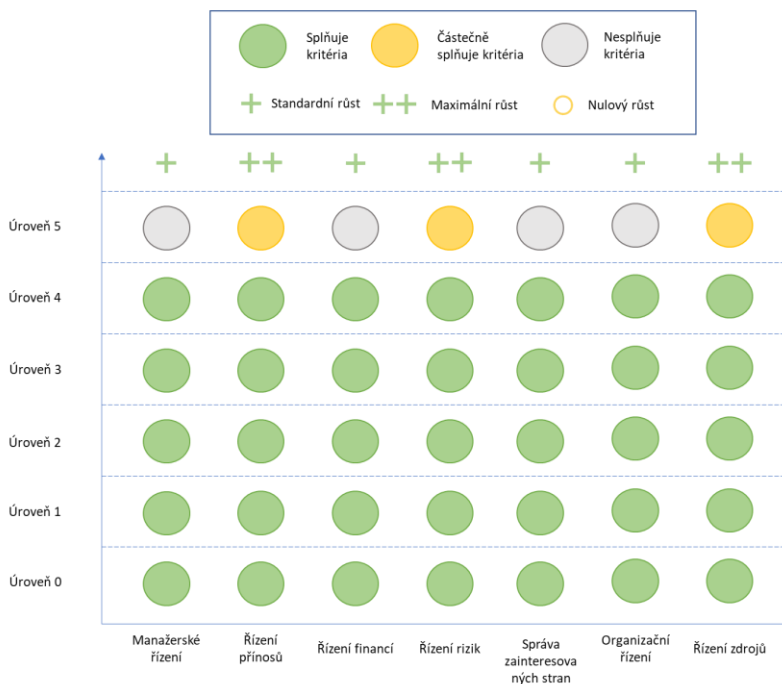 Splňuje
kritéria
Částečně
splňuje kritéria
Nesplňuje
kritéria
Standardní růst
Maximální růst
Nulový růst
Úroveň 5
Úroveň 4
Úroveň 3
Úroveň 2
Úroveň 1
Úroveň 0
Manažerské
řízení
Řízení
přínosů
Řízení financí
Řízení rizik
Správa
zainteresova
ných stran
Organizační
řízení
Řízení zdrojů